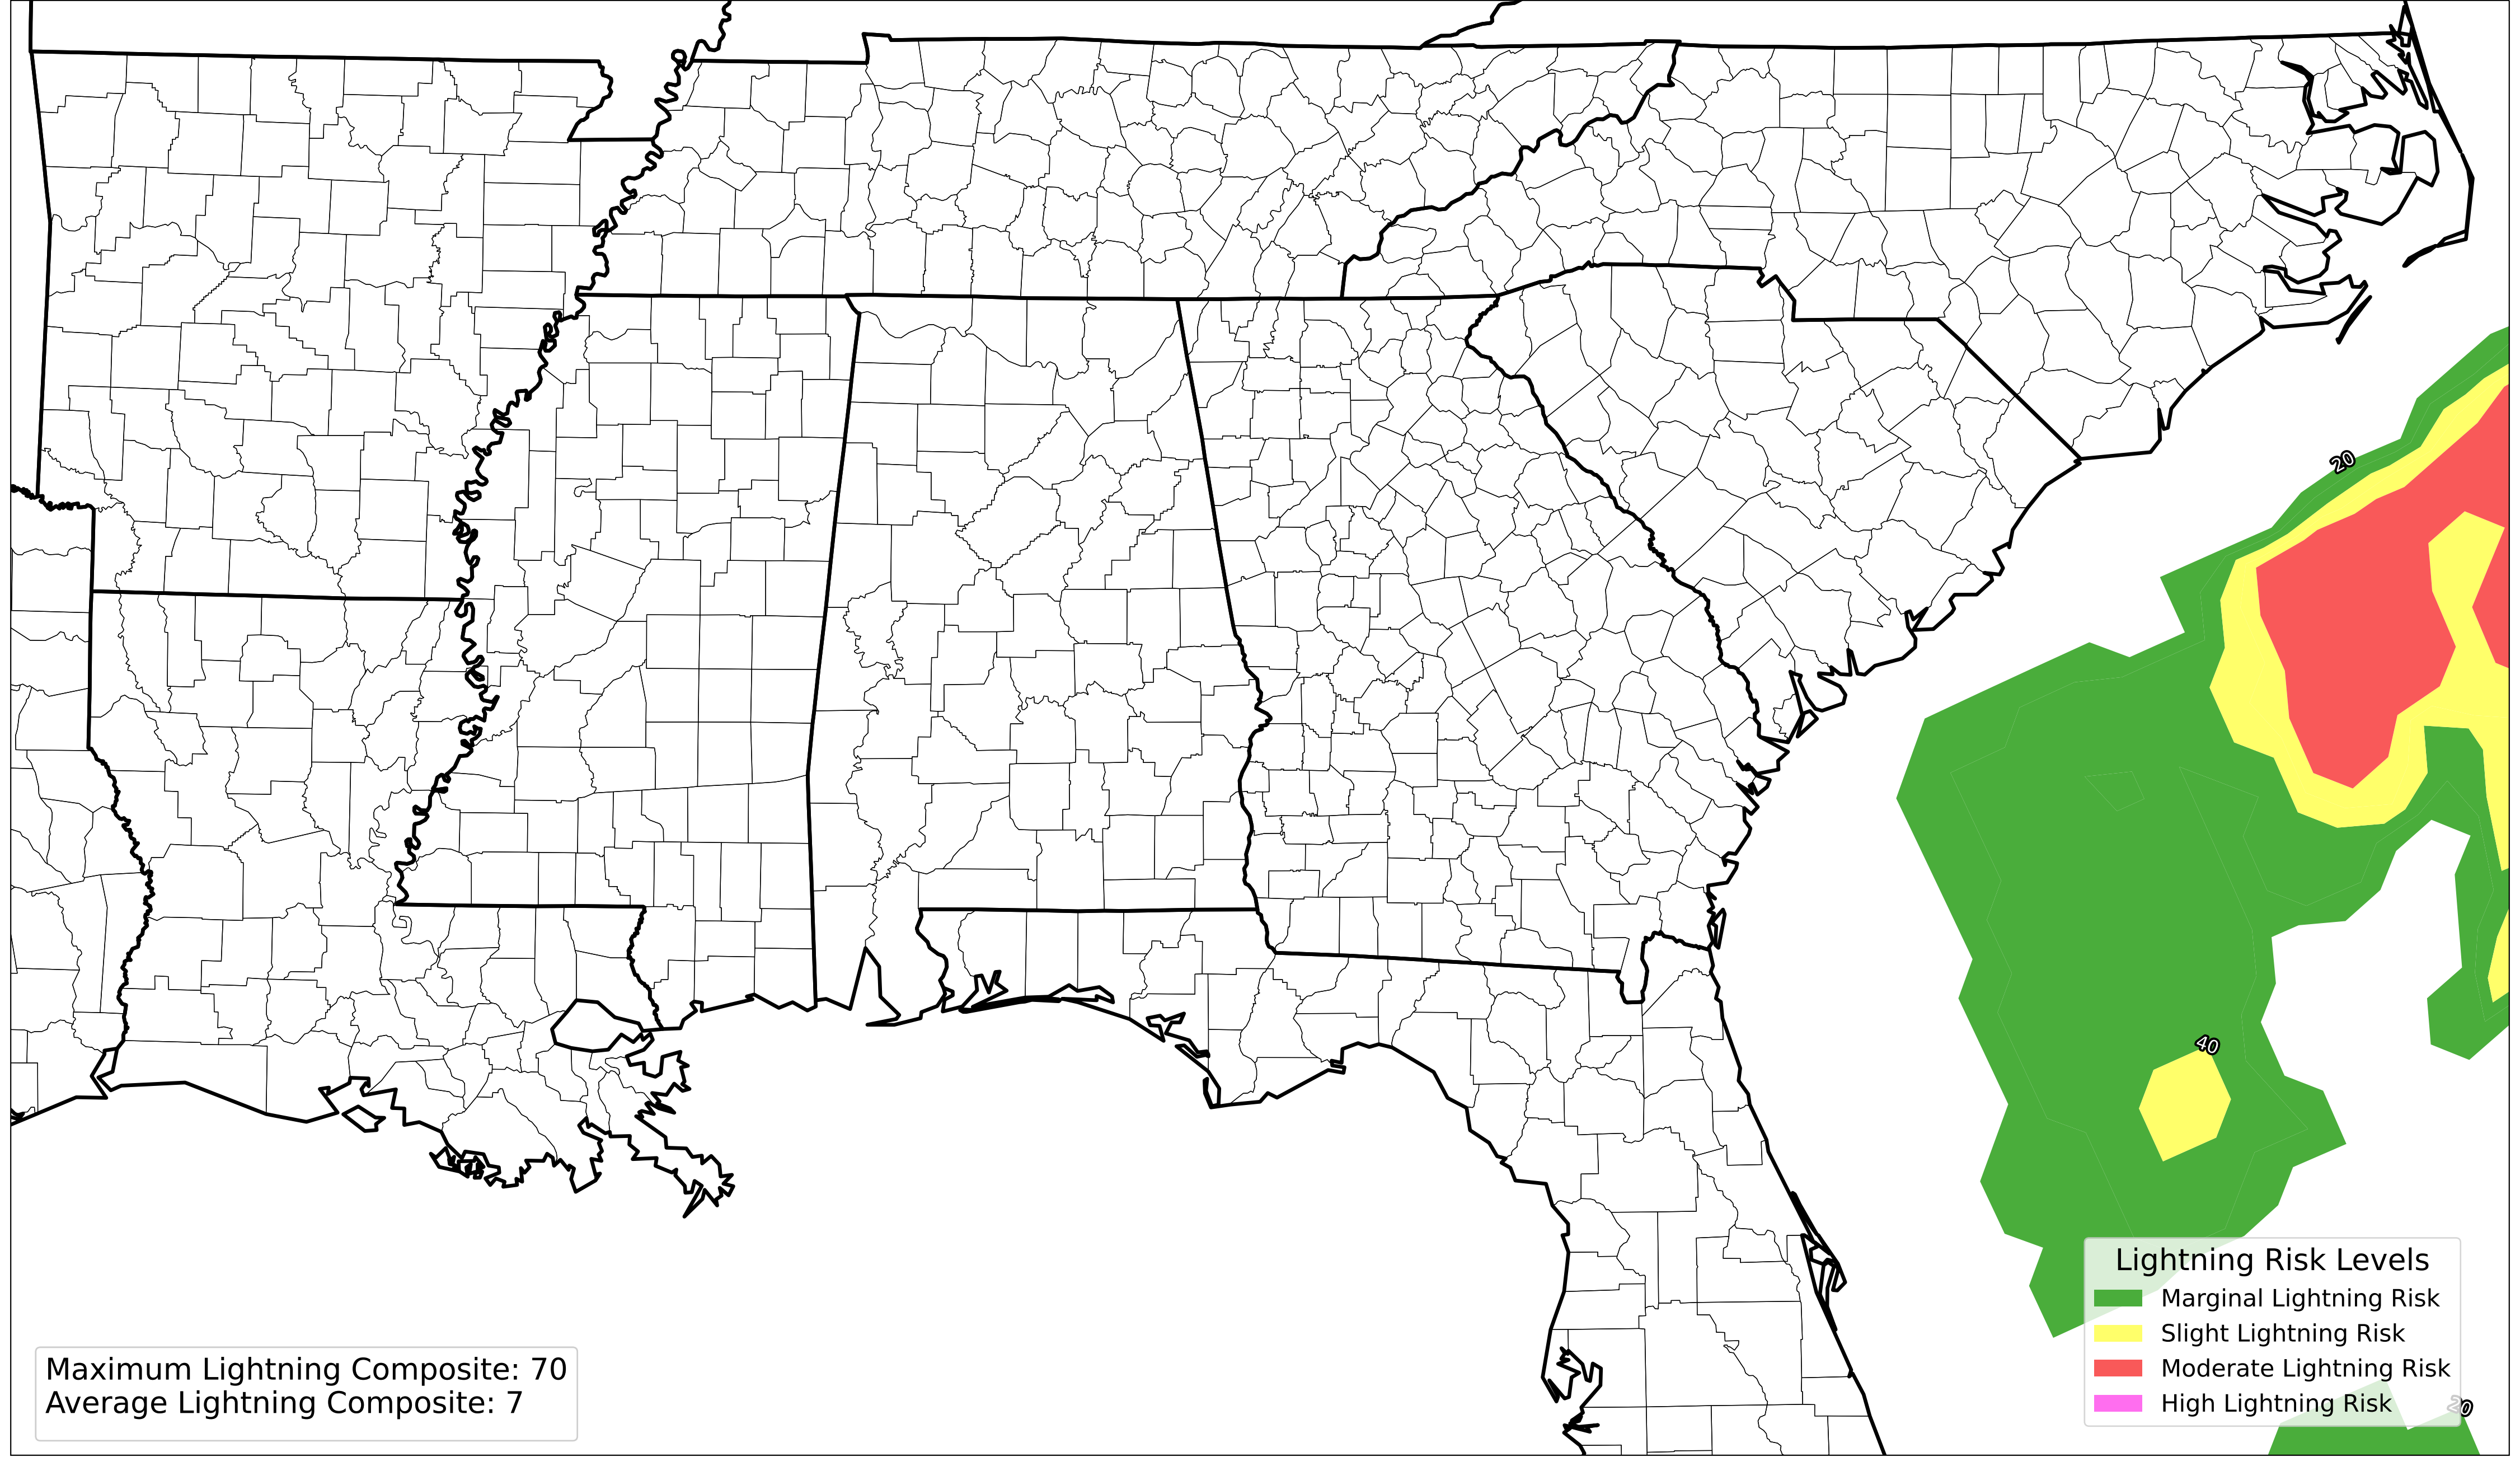 20
40
Lightning Risk Levels
Marginal Lightning Risk
Slight Lightning Risk
Moderate Lightning Risk
High Lightning Risk
20
Maximum Lightning Composite: 70
Average Lightning Composite: 7